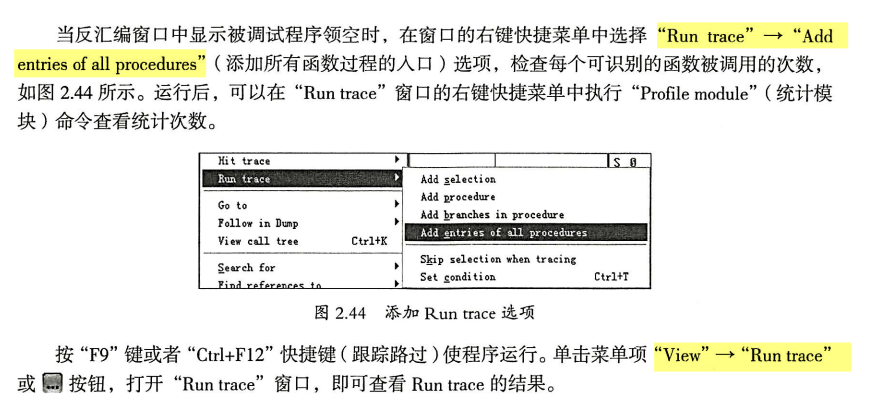 当反汇编窗口中显示被调试程序领空时，在窗口的右键快捷菜单中选择 “Run trace” → “Add
entries of all procedures”（添加所有函数过程的入口）选项，检查每个可识别的函数被调用的次数，
如图 2.44 所示。运行后，可以在“Run trace”窗口的右键快捷菜单中执行“Profile module”（统计模
块）命令查看统计次数。
Hit trace
S 0
Run trace
Add selection
Add procedure
Go to
Add branches in procedure
Follow in Dump
Add entries of all procedures
View call tree Ctrl+K
Skip selection when tracing
Search for
Set condition Ctrl+T
Find references to
图 2.44 添加 Run trace 选项
按“F9”键或者“Ctrl+F12”快捷键（跟踪路过）使程序运行。单击菜单项“View”→“Run trace”
或 ... 按钮，打开“Run trace”窗口，即可查看 Run trace 的结果。